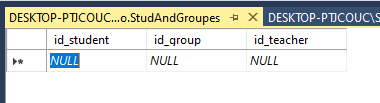 DESKTOP-PTJCOUC...o.StudAndGroupes DESKTOP-PTJCOUC\S
id_student id_group id_teacher
NULL NULL NULL